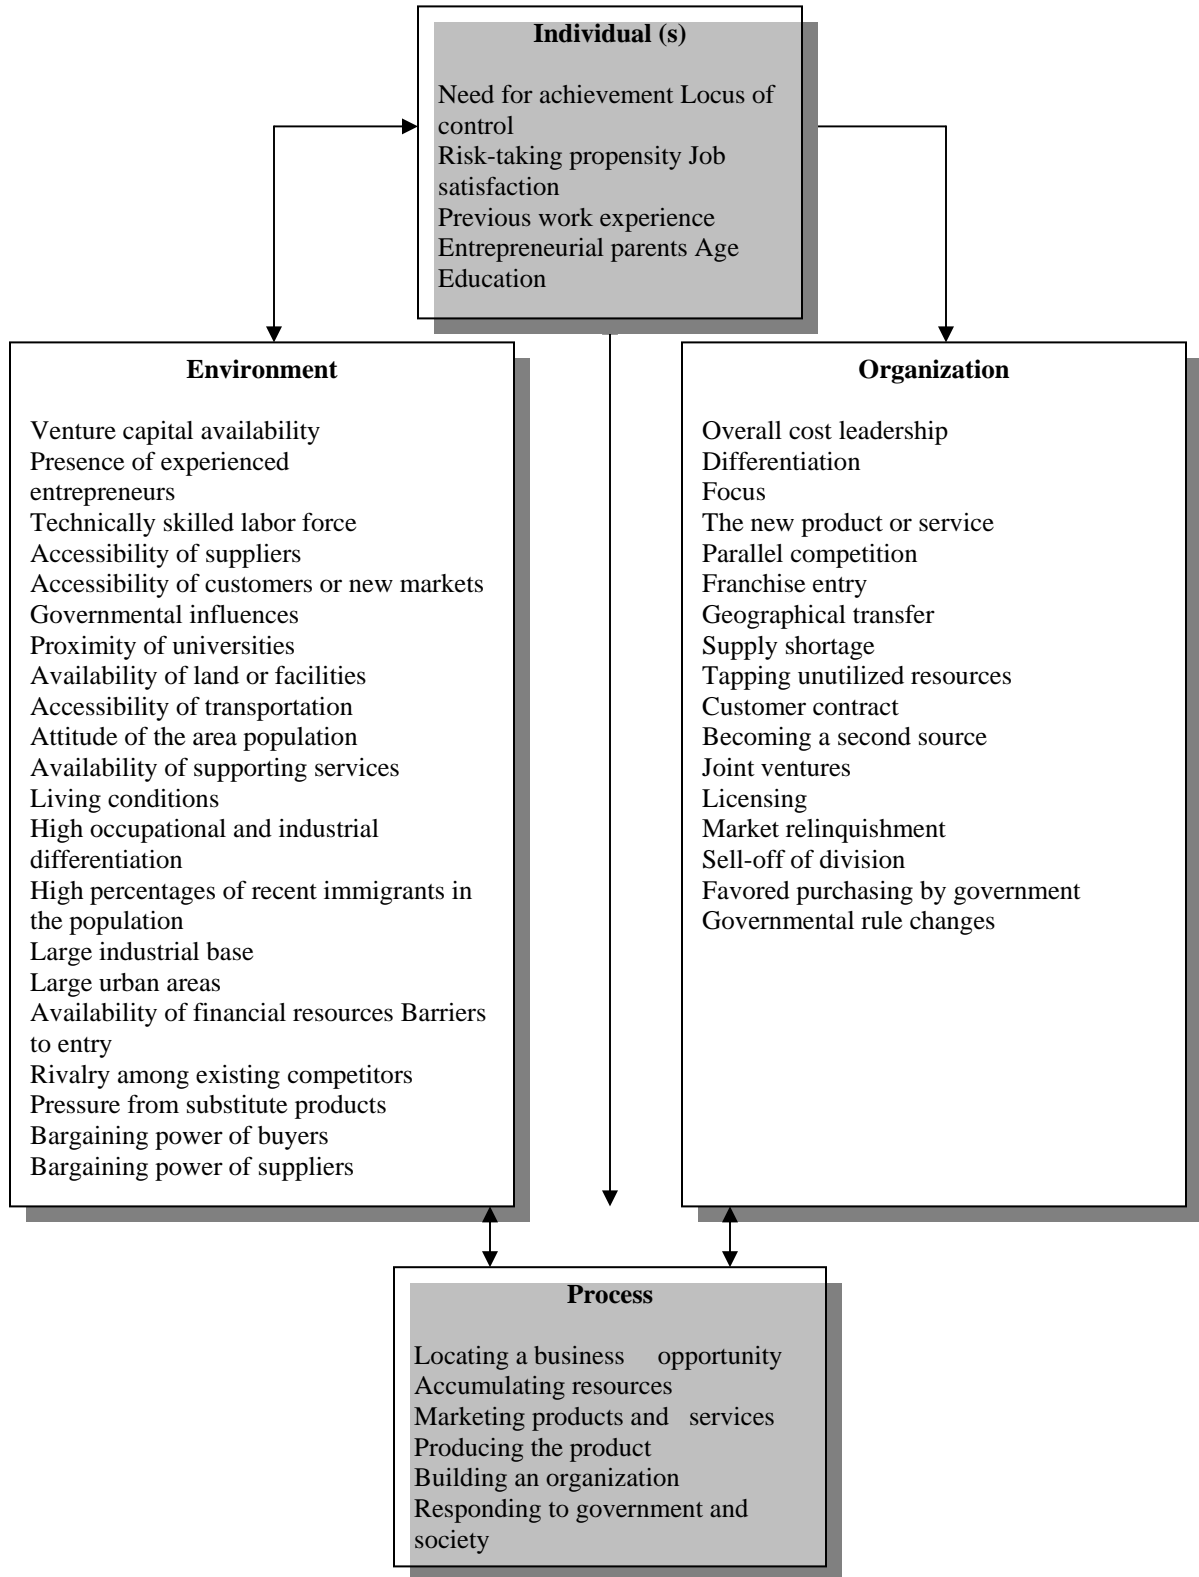 Individual (s)
Need for achievement Locus of
control
Risk-taking propensity Job
satisfaction
Previous work experience
Entrepreneurial parents Age
Education
Environment
Venture capital availability
Presence of experienced
entrepreneurs
Technically skilled labor force
Accessibility of suppliers
Accessibility of customers or new markets
Governmental influences
Proximity of universities
Availability of land or facilities
Accessibility of transportation
Attitude of the area population
Availability of supporting services
Living conditions
High occupational and industrial
differentiation
High percentages of recent immigrants in
the population
Large industrial base
Large urban areas
Availability of financial resources Barriers
to entry
Rivalry among existing competitors
Pressure from substitute products
Bargaining power of buyers
Bargaining power of suppliers
Organization
Overall cost leadership
Differentiation
Focus
The new product or service
Parallel competition
Franchise entry
Geographical transfer
Supply shortage
Tapping unutilized resources
Customer contract
Becoming a second source
Joint ventures
Licensing
Market relinquishment
Sell-off of division
Favored purchasing by government
Governmental rule changes
Process
Locating a business opportunity
Accumulating resources
Marketing products and services
Producing the product
Building an organization
Responding to government and
society